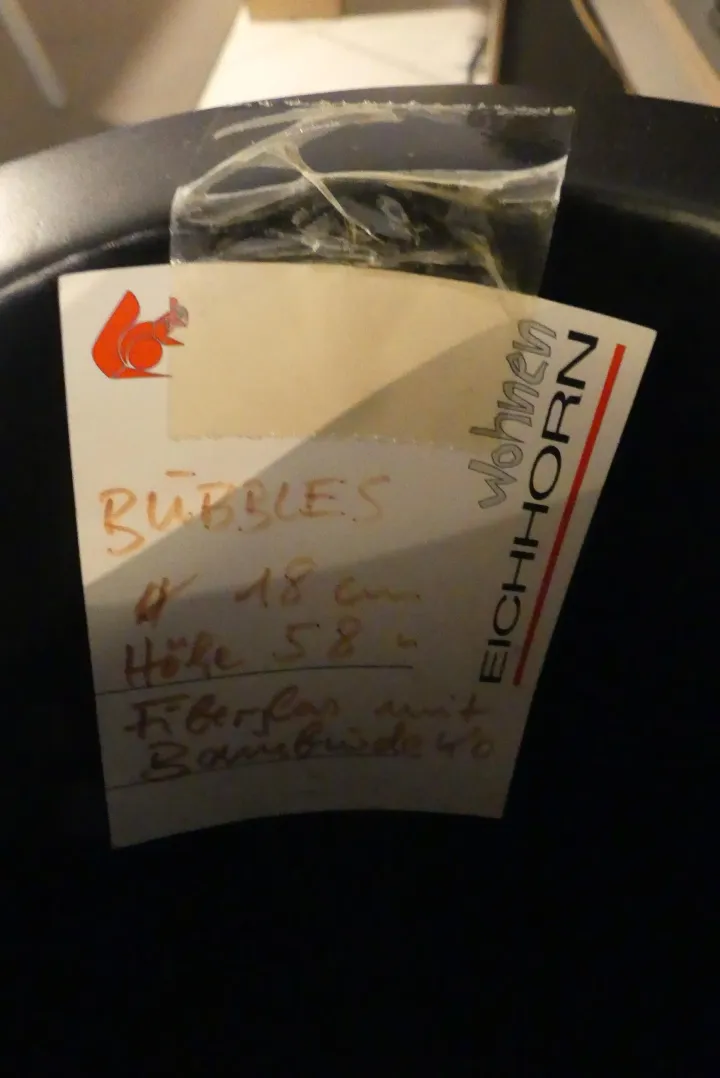 wohnen
EICHHORN
BUBBLES
18 cm
Höhe 58 "
Fiberglas mit